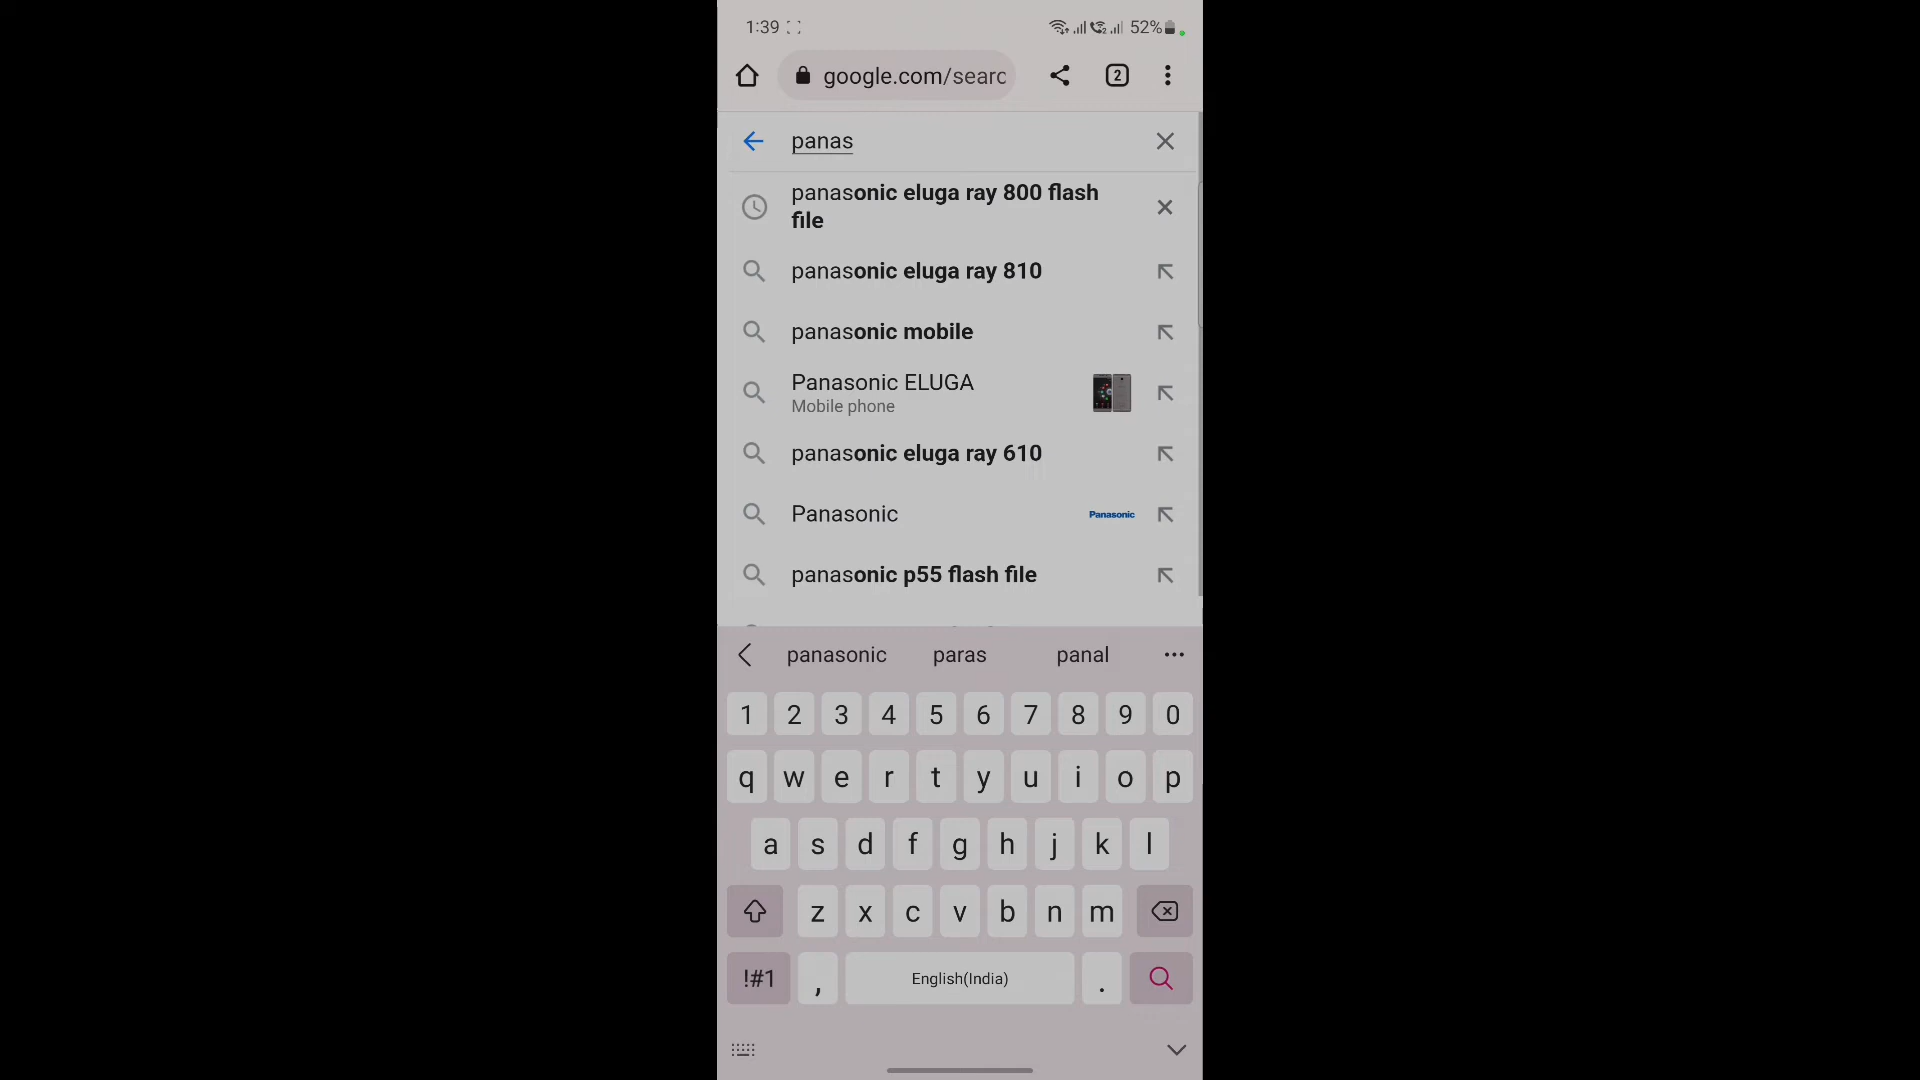 1:39 52%
google.com/searc 2
panas
panasonic eluga ray 800 flash
file
panasonic eluga ray 810
panasonic mobile
Panasonic ELUGA
Mobile phone
panasonic eluga ray 610
Panasonic Panasonic
panasonic p55 flash file
panasonic paras panal
1 2 3 4 5 6 7 8 9 0
q w e r t y u i o p
a s d f g h j k l
z x c v b n m
!#1 , English(India) .